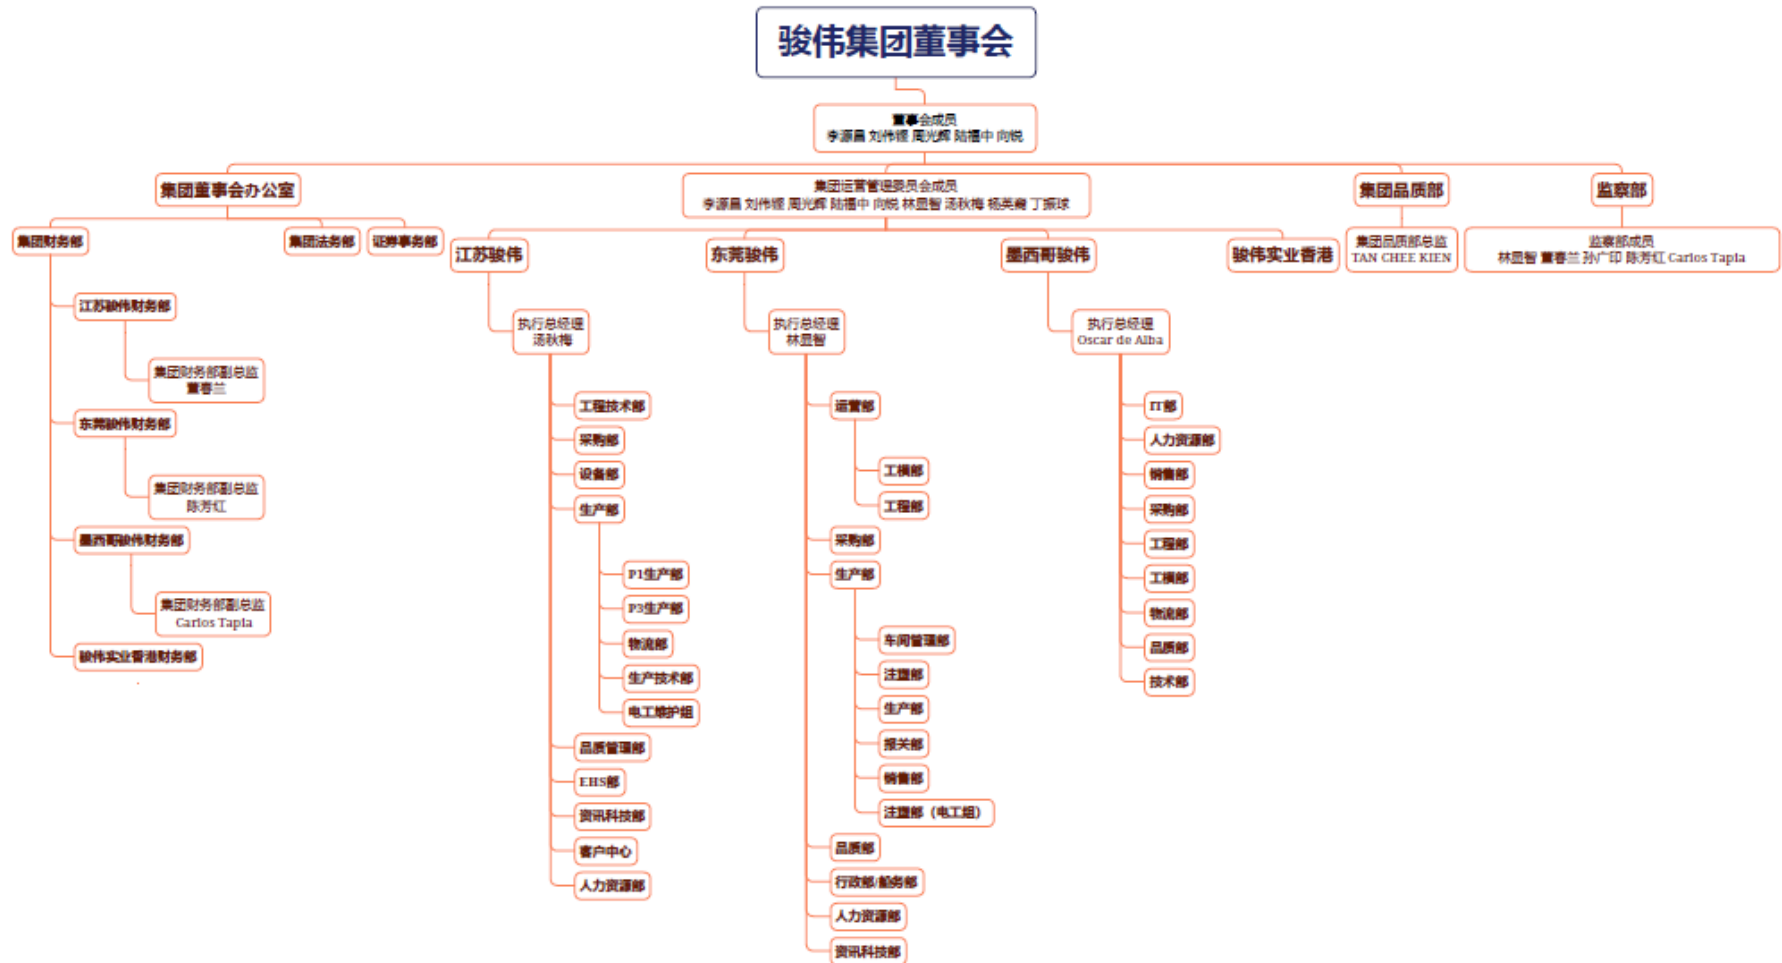 骏伟集团董事会
董事会成员
李源昌 刘伟铿 周光辉 陆福中 向锐
集团董事会办公室
集团运营管理委员会成员
李源昌 刘伟铿 周光辉 陆福中 向锐 林显智 汤秋梅 杨英 丁振球
集团品质部
监察部
集团财务部
集团法务部
证券事务部
江苏骏伟
东莞骏伟
墨西哥骏伟
骏伟实业香港
集团品质部总监
TAN CHEE KIEN
监察部成员
林显智 董春兰 孙广印 陈芳红 Carlos Tapia
江苏骏伟财务部
集团财务部副总监
董春兰
东莞骏伟财务部
集团财务部副总监
陈芳红
墨西哥骏伟财务部
集团财务部副总监
Carlos Tapia
骏伟实业香港财务部
执行总经理
汤秋梅
工程技术部
采购部
设备部
生产部
P1生产部
P3生产部
物流部
生产技术部
电工维护组
品质管理部
EHS部
资讯科技部
客户中心
人力资源部
执行总经理
林显智
运营部
工模部
工程部
采购部
生产部
车间管理部
注塑部
生产部
报关部
销售部
注塑部（电工组）
品质部
行政部/船务部
人力资源部
资讯科技部
执行总经理
Oscar de Alba
IT部
人力资源部
销售部
采购部
工程部
工模部
物流部
品质部
技术部